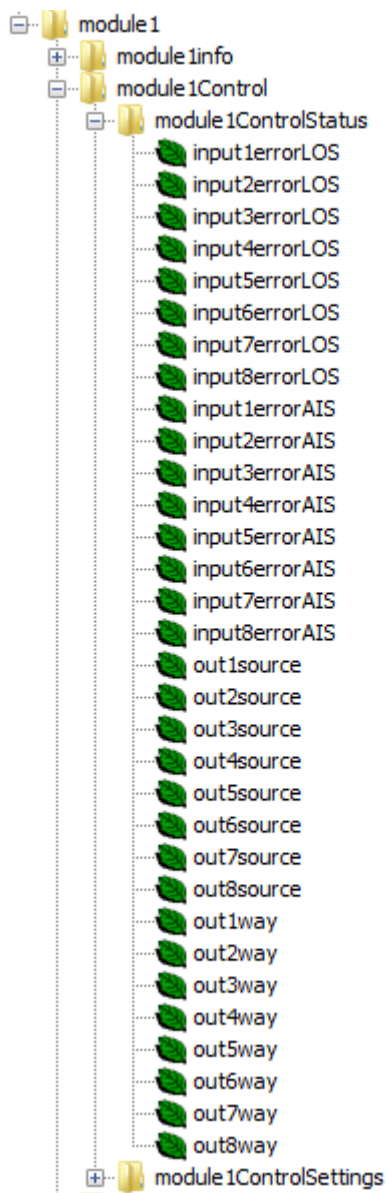 module1
module1info
module1Control
module1ControlStatus
input1errorLOS
input2errorLOS
input3errorLOS
input4errorLOS
input5errorLOS
input6errorLOS
input7errorLOS
input8errorLOS
input1errorAIS
input2errorAIS
input3errorAIS
input4errorAIS
input5errorAIS
input6errorAIS
input7errorAIS
input8errorAIS
out1source
out2source
out3source
out4source
out5source
out6source
out7source
out8source
out1way
out2way
out3way
out4way
out5way
out6way
out7way
out8way
module1ControlSettings